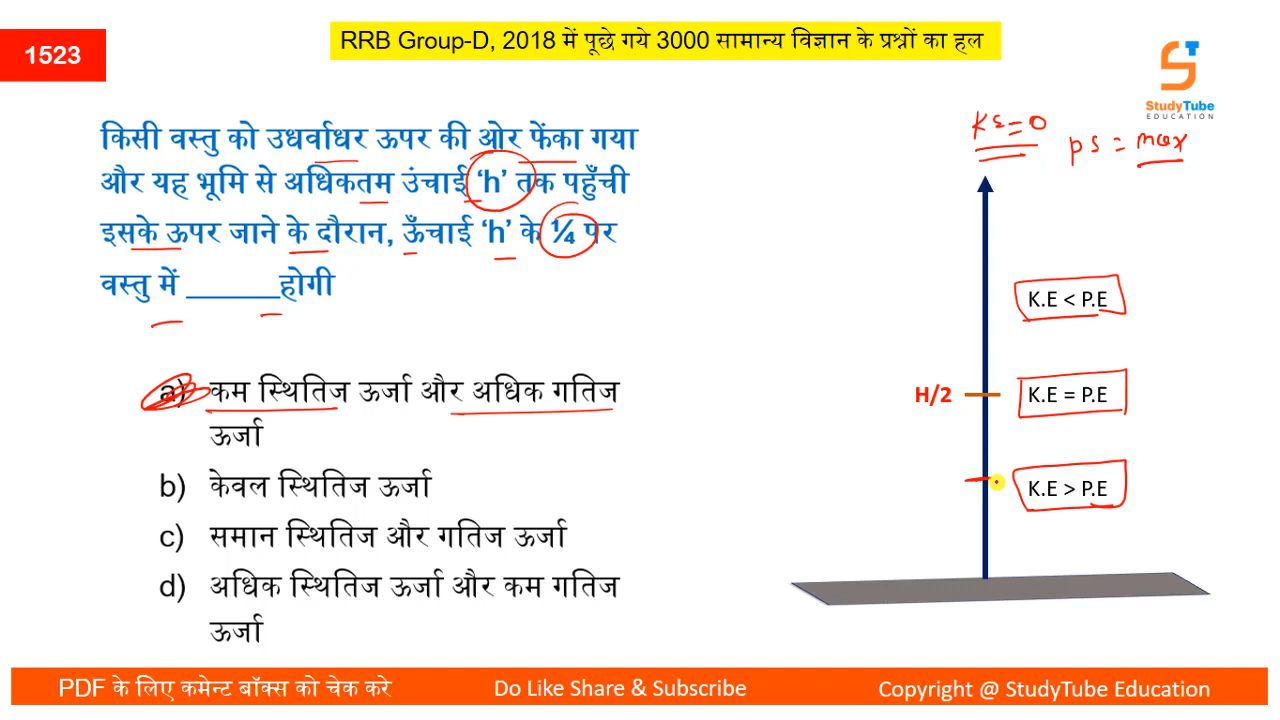 RRB Group-D, 2018 में पूछे गये 3000 सामान्य विज्ञान के प्रश्नों का हल
1523
StudyTube
EDUCATION
किसी वस्तु को उधर्वाधर ऊपर की ओर फेंका गया
और यह भूमि से अधिकतम उंचाई ‘h’ तक पहुँची
इसके ऊपर जाने के दौरान, ऊँचाई ‘h’ के ¼ पर
वस्तु में ______होगी
a) कम स्थितिज ऊर्जा और अधिक गतिज
ऊर्जा
b) केवल स्थितिज ऊर्जा
c) समान स्थितिज और गतिज ऊर्जा
d) अधिक स्थितिज ऊर्जा और कम गतिज
ऊर्जा
KE=0
PE = max
K.E < P.E
H/2
K.E = P.E
K.E > P.E
PDF के लिए कमेन्ट बॉक्स को चेक करे
Do Like Share & Subscribe
Copyright @ StudyTube Education